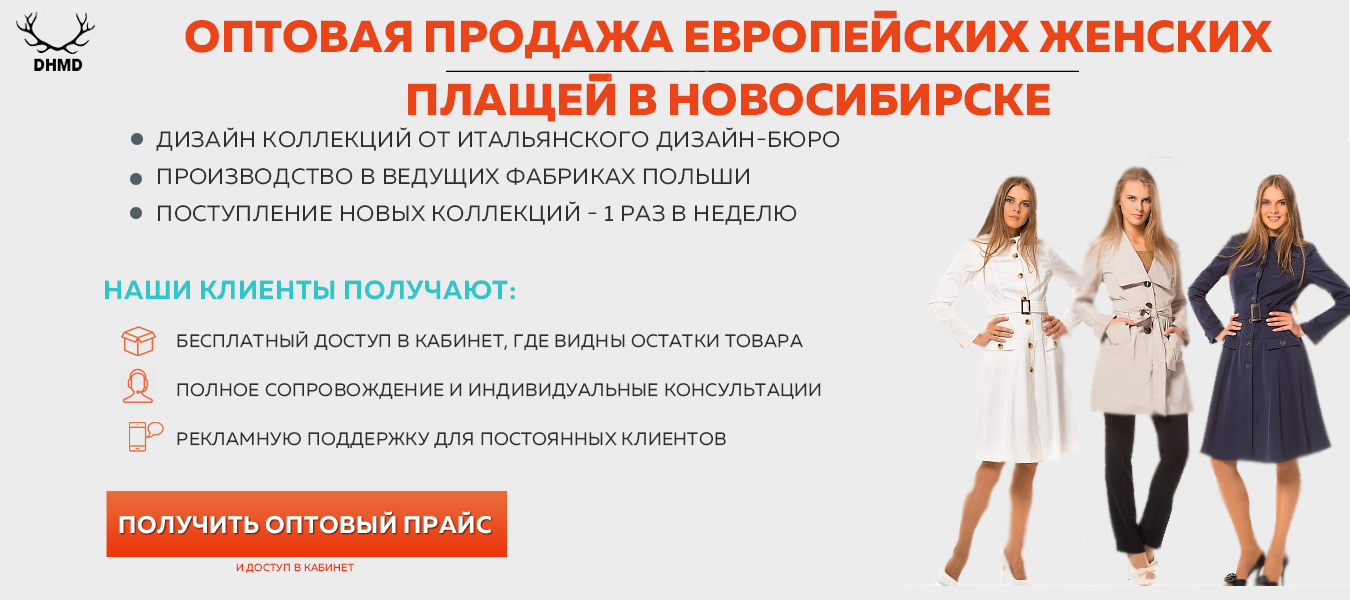 DHMD
ОПТОВАЯ ПРОДАЖА ЕВРОПЕЙСКИХ ЖЕНСКИХ
ПЛАЩЕЙ В НОВОСИБИРСКЕ
ДИЗАЙН КОЛЛЕКЦИЙ ОТ ИТАЛЬЯНСКОГО ДИЗАЙН-БЮРО
ПРОИЗВОДСТВО В ВЕДУЩИХ ФАБРИКАХ ПОЛЬШИ
ПОСТУПЛЕНИЕ НОВЫХ КОЛЛЕКЦИЙ - 1 РАЗ В НЕДЕЛЮ
НАШИ КЛИЕНТЫ ПОЛУЧАЮТ:
БЕСПЛАТНЫЙ ДОСТУП В КАБИНЕТ, ГДЕ ВИДНЫ ОСТАТКИ ТОВАРА
ПОЛНОЕ СОПРОВОЖДЕНИЕ И ИНДИВИДУАЛЬНЫЕ КОНСУЛЬТАЦИИ
РЕКЛАМНУЮ ПОДДЕРЖКУ ДЛЯ ПОСТОЯННЫХ КЛИЕНТОВ
ПОЛУЧИТЬ ОПТОВЫЙ ПРАЙС
И ДОСТУП В КАБИНЕТ